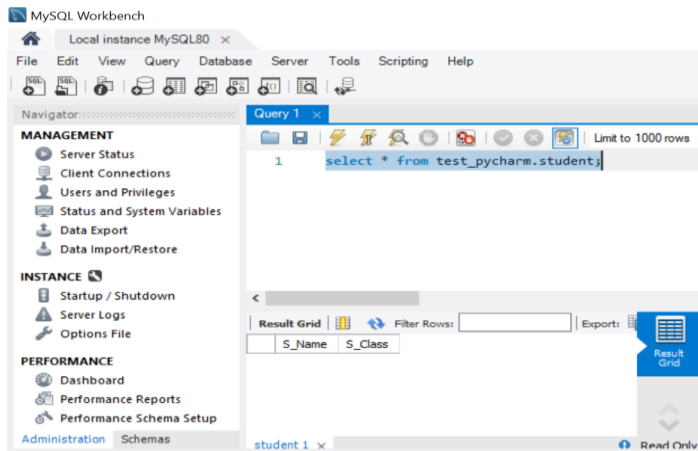 MySQL Workbench
Local instance MySQL80 ×
File Edit View Query Database Server Tools Scripting Help
Navigator
Query 1 ×
MANAGEMENT
Server Status
Client Connections
Users and Privileges
Status and System Variables
Data Export
Data Import/Restore
INSTANCE
Startup / Shutdown
Server Logs
Options File
PERFORMANCE
Dashboard
Performance Reports
Performance Schema Setup
Administration Schemas
Limit to 1000 rows
1 select * from test_pycharm.student;
Result Grid Filter Rows: Export:
S_Name S_Class
Result
Grid
student 1 ×
Read Only